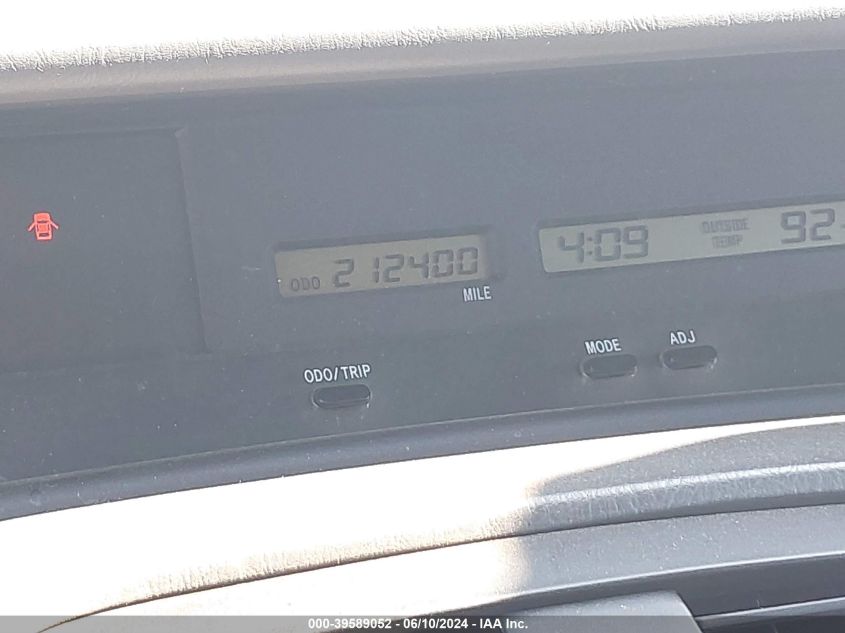 ODO 212400
MILE
4:09 OUTSIDE TEMP 92
ODO/TRIP
MODE
ADJ
000-39589052 - 06/10/2024 - IAA Inc.